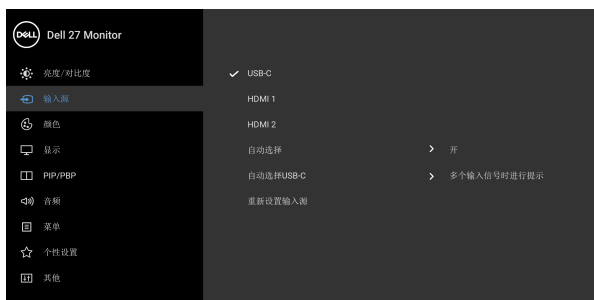 DELL Dell 27 Monitor
亮度/对比度
USB-C
输入源
HDMI 1
颜色
HDMI 2
显示
自动选择 开
PIP/PBP
自动选择USB-C 多个输入信号时进行提示
音频
重新设置输入源
菜单
个性设置
其他